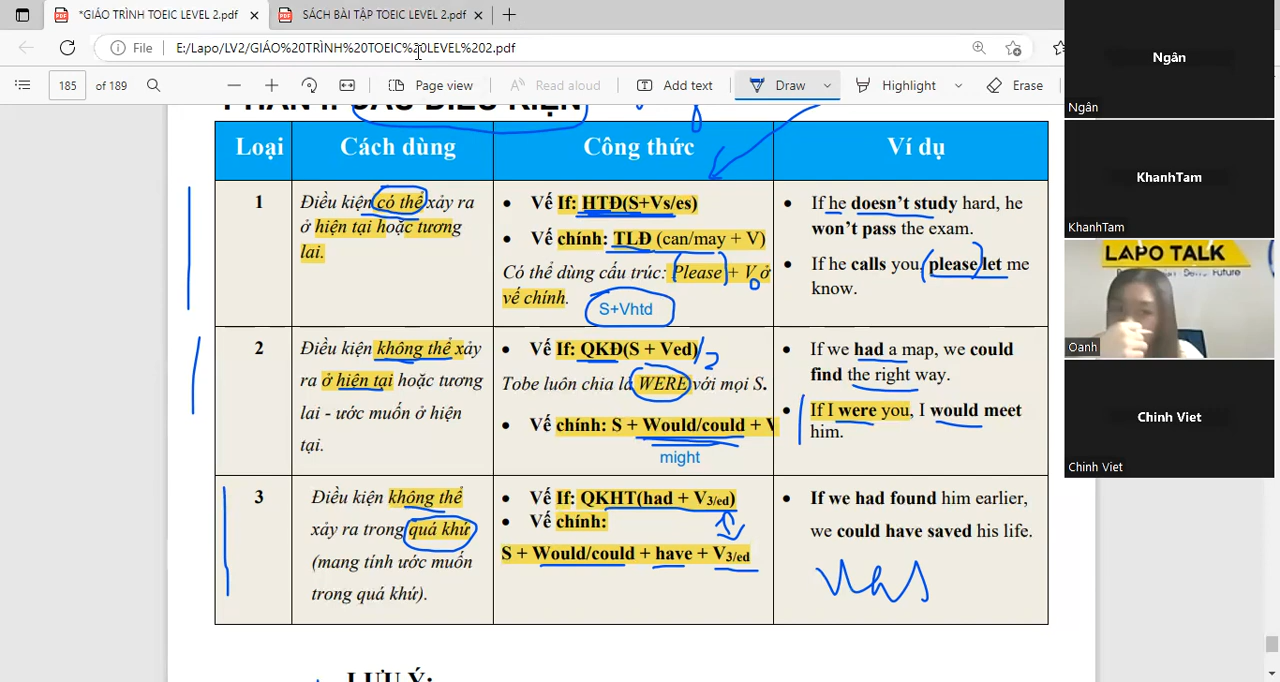 *GIÁO TRÌNH TOEIC LEVEL 2.pdf
SÁCH BÀI TẬP TOEIC LEVEL 2.pdf
File
E:/Lapo/LV2/GIÁO%20TRÌNH%20TOEIC%20LEVEL%202.pdf
185 of 189
Page view
Read aloud
Add text
Draw
Highlight
Erase
PHẦN I: CÂU ĐIỀU KIỆN
Loại
Cách dùng
Công thức
Ví dụ
1
Điều kiện có thể xảy ra
ở hiện tại hoặc tương
lai.
• Vế If: HTĐ(S+Vs/es)
• Vế chính: TLĐ (can/may + V)
Có thể dùng cấu trúc: Please + V0 ở
vế chính.
S+Vhtd
• If he doesn't study hard, he
won't pass the exam.
• If he calls you, please let me
know.
2
Điều kiện không thể xảy
ra ở hiện tại hoặc tương
lai - ước muốn ở hiện
tại.
• Vế If: QKĐ(S + Ved)/2
Tobe luôn chia là WERE với mọi S.
• Vế chính: S + Would/could + V
might
• If we had a map, we could
find the right way.
• If I were you, I would meet
him.
3
Điều kiện không thể
xảy ra trong quá khứ
(mang tính ước muốn
trong quá khứ).
• Vế If: QKHT(had + V3/ed)
• Vế chính:
S + Would/could + have + V3/ed
• If we had found him earlier,
we could have saved his life.
LƯU Ý:
Ngân
Ngân
KhanhTam
KhanhTam
LAPO TALK
Oanh
Chinh Viet
Chinh Viet